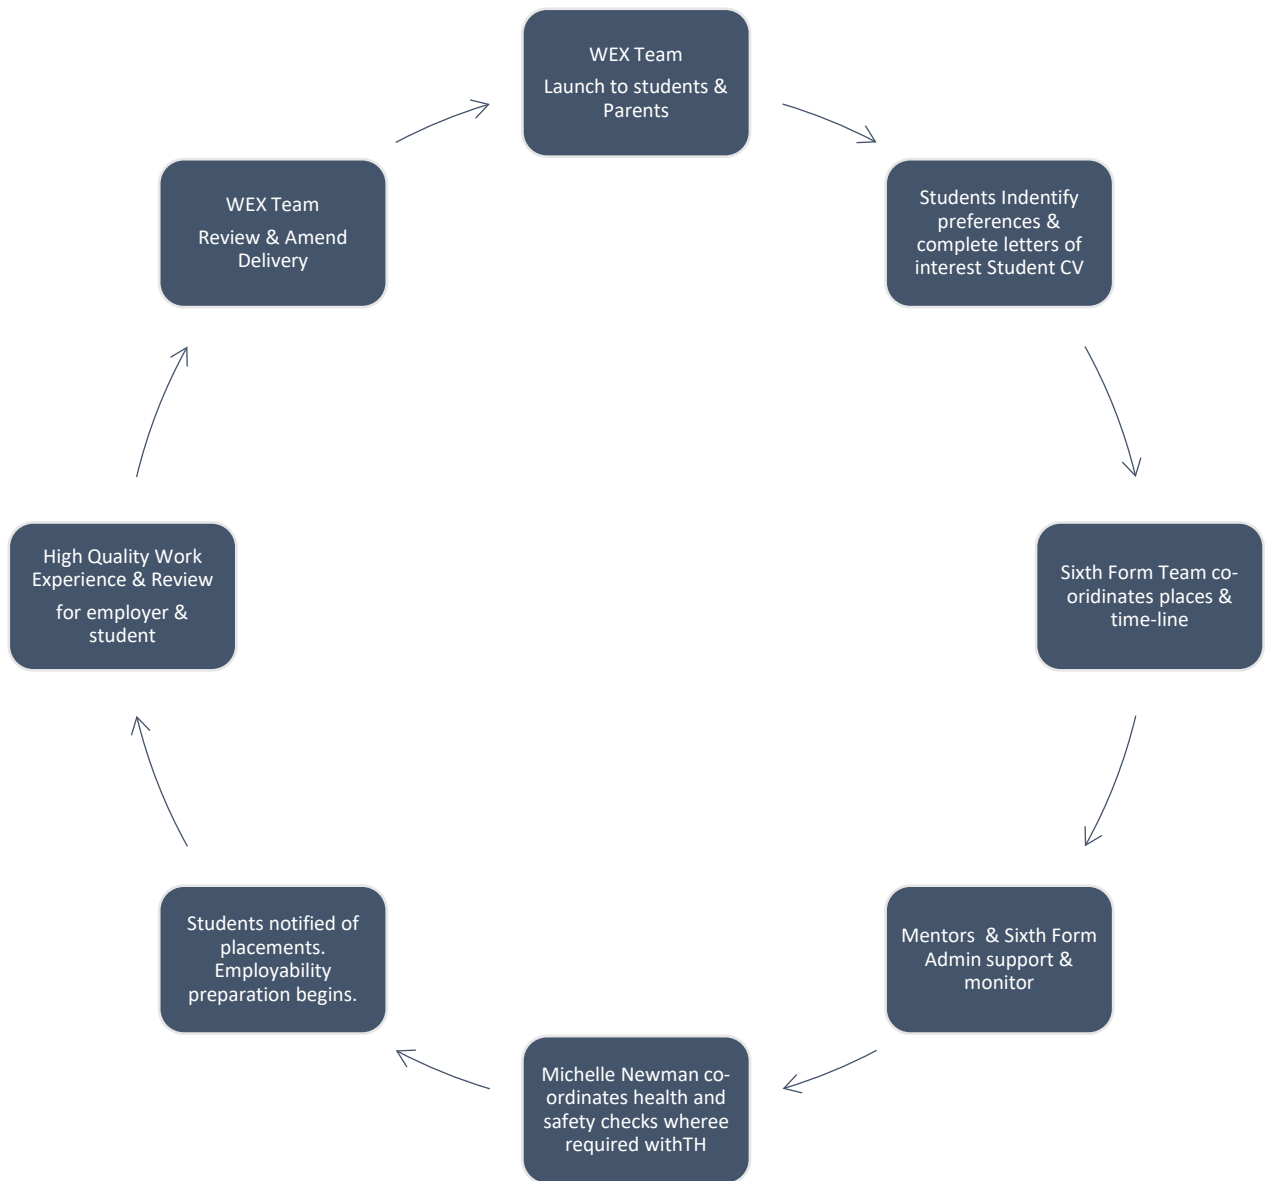 WEX Team
Launch to students &
Parents
Students Indentify
preferences &
complete letters of
interest Student CV
Sixth Form Team co-
oridinates places &
time-line
Mentors & Sixth Form
Admin support &
monitor
Michelle Newman co-
ordinates health and
safety checks wheree
required withTH
Students notified of
placements.
Employability
preparation begins.
High Quality Work
Experience & Review
for employer &
student
WEX Team
Review & Amend
Delivery